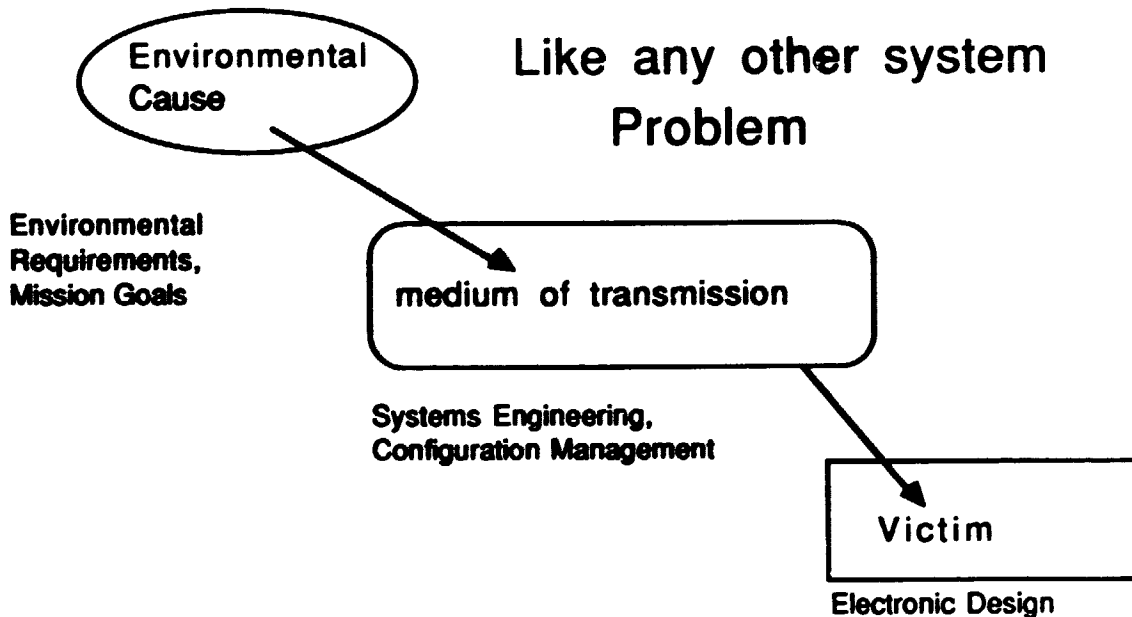 Environmental
Cause
Like any other system
Problem
Environmental
Requirements,
Mission Goals
medium of transmission
Systems Engineering,
Configuration Management
Victim
Electronic Design